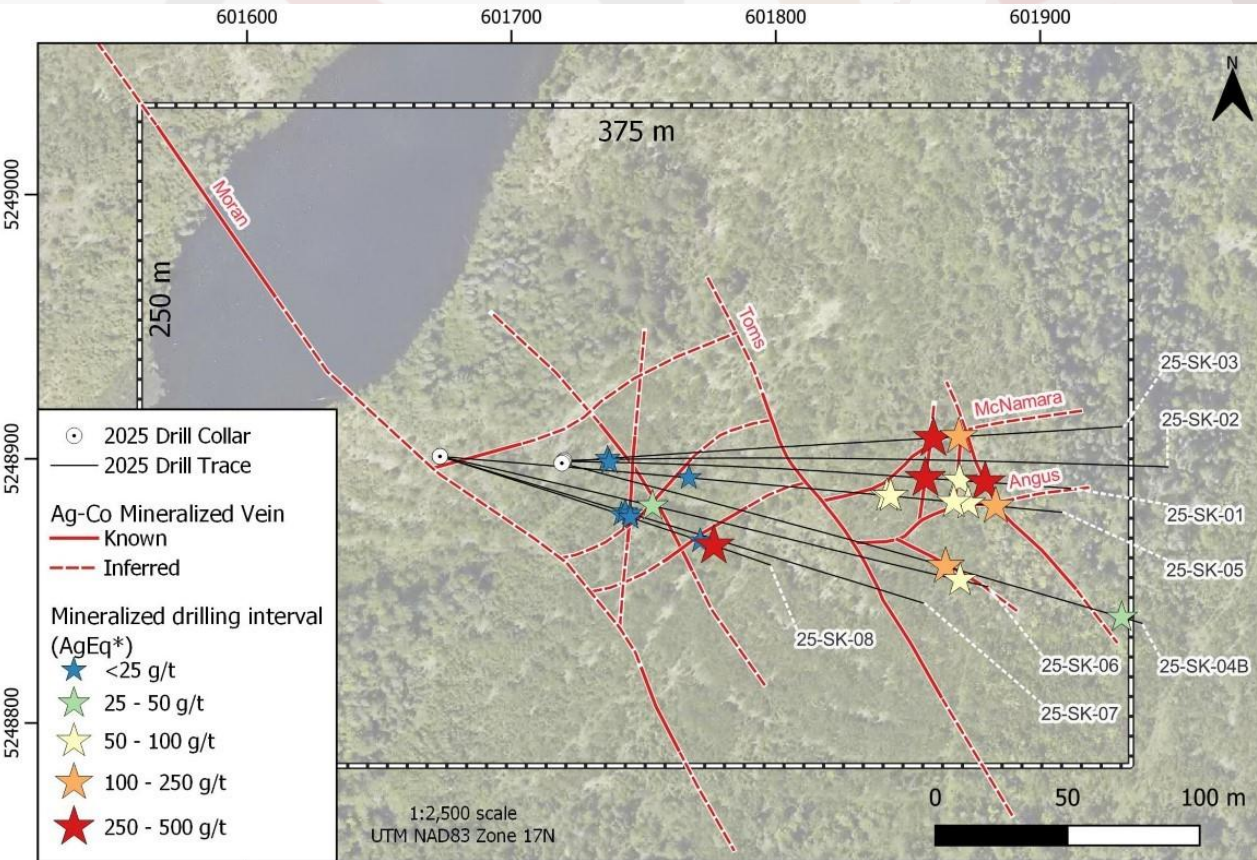 601600
601700
601800
601900
N
375 m
5249000
Moran
250 m
Toms
25-SK-03
McNamara
25-SK-02
2025 Drill Collar
5248900
2025 Drill Trace
Angus
25-SK-01
Ag-Co Mineralized Vein
Known
25-SK-05
Inferred
Mineralized drilling interval
(AgEq*)
25-SK-08
<25 g/t
25-SK-06
25-SK-04B
25 - 50 g/t
25-SK-07
5248800
50 - 100 g/t
100 - 250 g/t
0 50 100 m
250 - 500 g/t
1:2,500 scale
UTM NAD83 Zone 17N